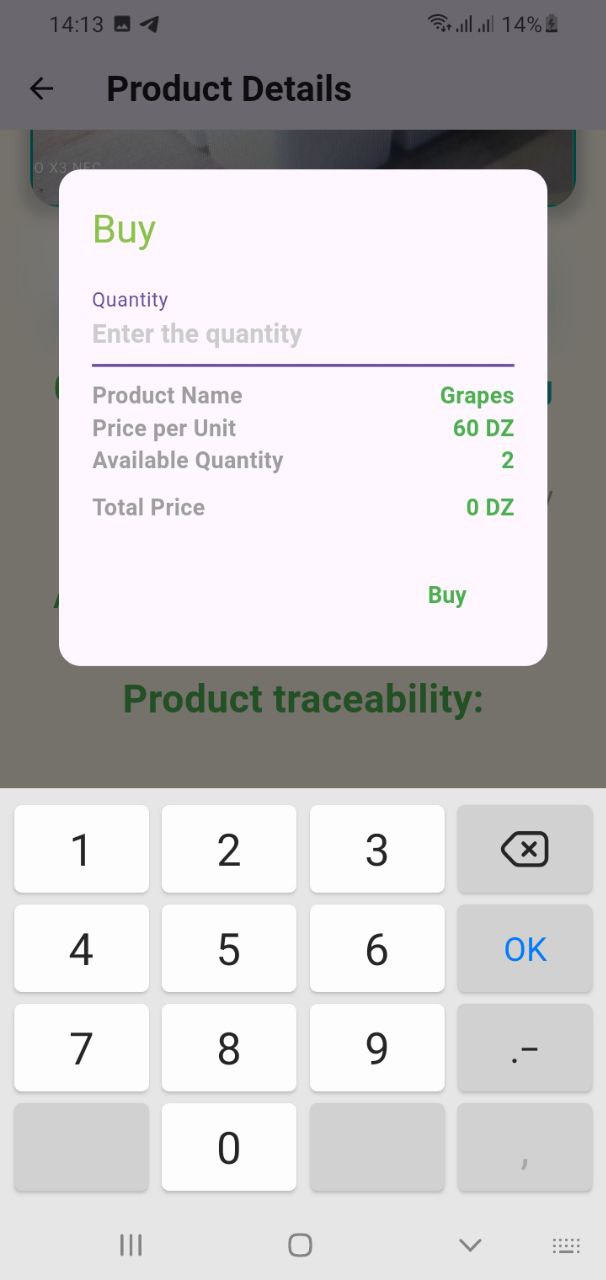 14:13 14%
Product Details
O X3 NFC
Buy
Quantity
Enter the quantity
Product Name Grapes
Price per Unit 60 DZ
Available Quantity 2
Total Price 0 DZ
Buy
Product traceability:
1 2 3
4 5 6 OK
7 8 9 .-
0 ,